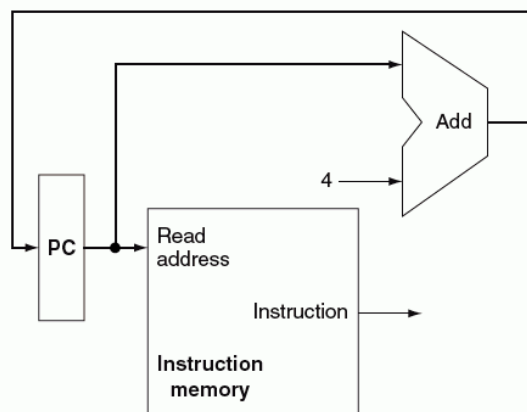 Add
4
PC
Read
address
Instruction
Instruction
memory